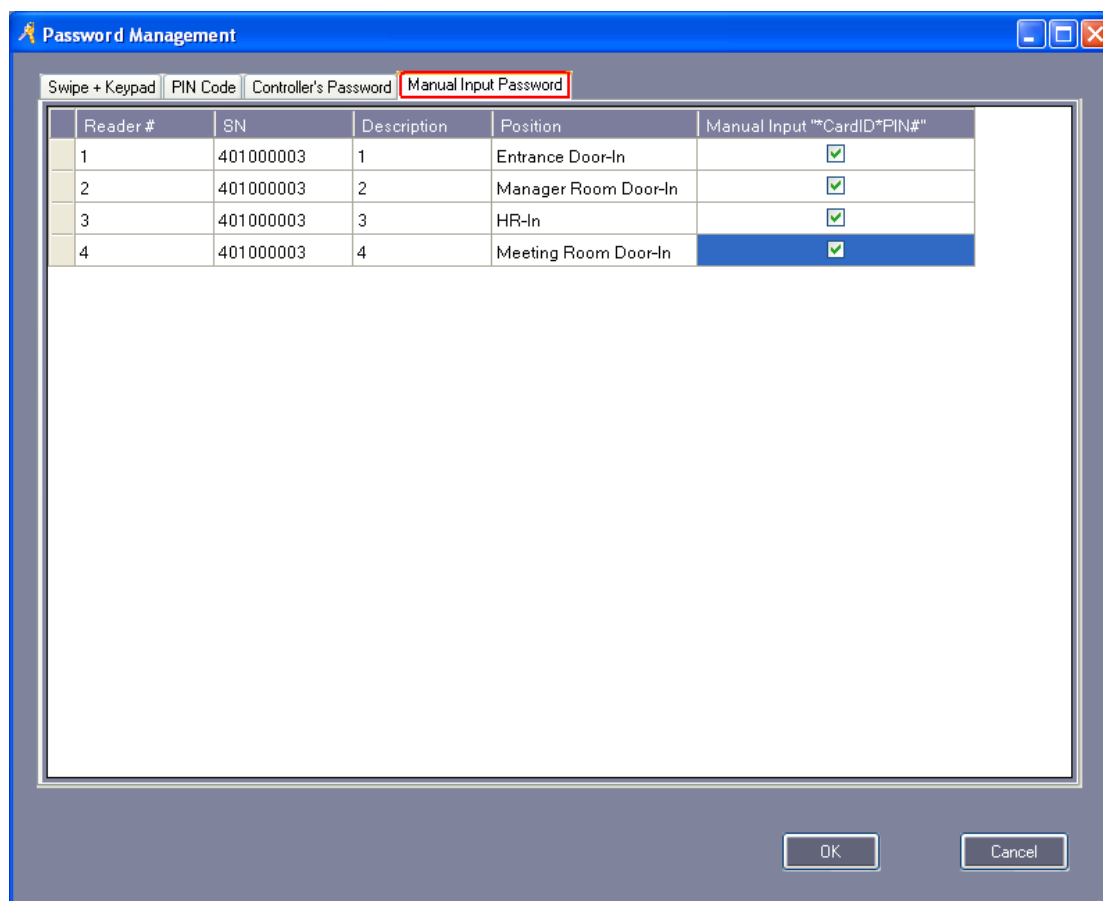 Password Management
Swipe + Keypad PIN Code Controller's Password Manual Input Password
Reader # SN Description Position Manual Input "*CardID*PIN#"
1 401000003 1 Entrance Door-In
2 401000003 2 Manager Room Door-In
3 401000003 3 HR-In
4 401000003 4 Meeting Room Door-In
OK Cancel